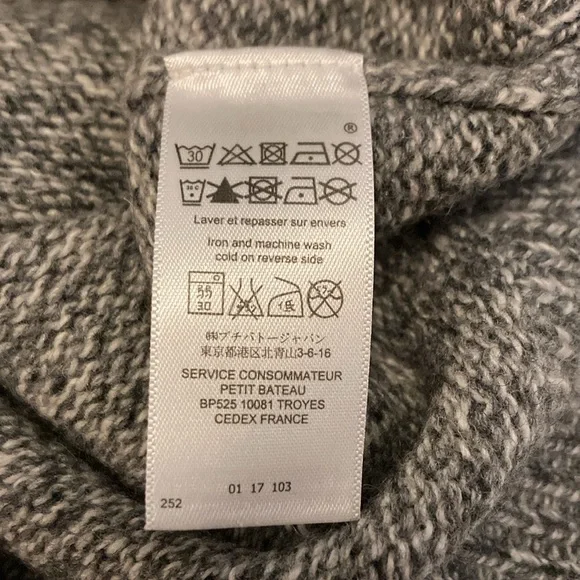 ®
30
30 C
Laver et repasser sur envers
Iron and machine wash
cold on reverse side
弱
30
㈱プチバトージャパン
東京都港区北青山3-6-16
SERVICE CONSOMMATEUR
PETIT BATEAU
BP525 10081 TROYES
CEDEX FRANCE
01 17 103
252